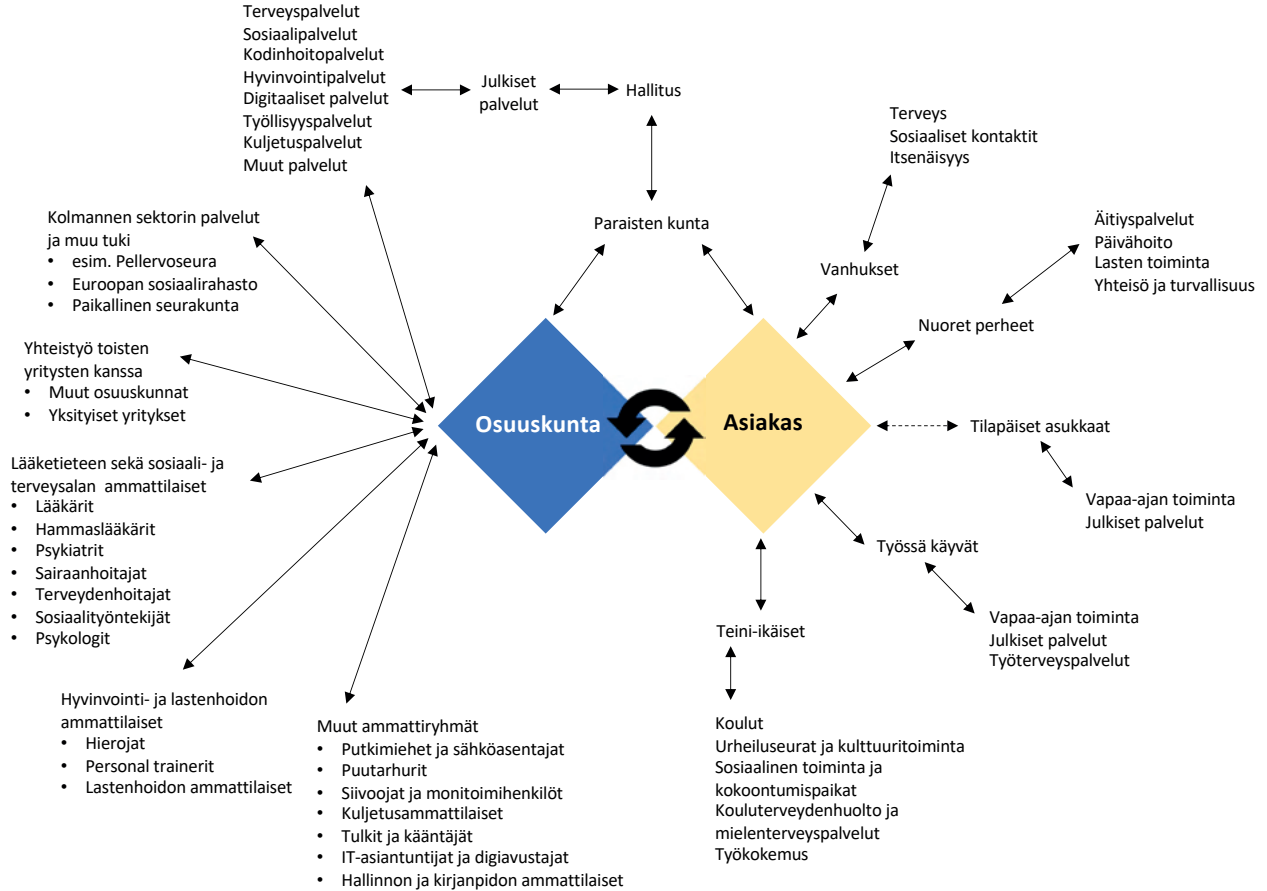 Terveyspalvelut
Sosiaalipalvelut
Kodinhoitopalvelut
Hyvinvointipalvelut
Digitaaliset palvelut
Työllisyyspalvelut
Kuljetuspalvelut
Muut palvelut
Julkiset
palvelut
Hallitus
Paraisten kunta
Terveys
Sosiaaliset kontaktit
Itsenäisyys
Vanhukset
Äitiyspalvelut
Päivähoito
Lasten toiminta
Yhteisö ja turvallisuus
Nuoret perheet
Kolmannen sektorin palvelut
ja muu tuki
• esim. Pellervoseura
• Euroopan sosiaalirahasto
• Paikallinen seurakunta
Yhteistyö toisten
yritysten kanssa
• Muut osuuskunnat
• Yksityiset yritykset
Osuuskunta
Asiakas
Tilapäiset asukkaat
Vapaa-ajan toiminta
Julkiset palvelut
Lääketieteen sekä sosiaali- ja
terveysalan ammattilaiset
• Lääkärit
• Hammaslääkärit
• Psykiatrit
• Sairaanhoitajat
• Terveydenhoitajat
• Sosiaalityöntekijät
• Psykologit
Työssä käyvät
Vapaa-ajan toiminta
Julkiset palvelut
Työterveyspalvelut
Teini-ikäiset
Hyvinvointi- ja lastenhoidon
ammattilaiset
• Hierojat
• Personal trainerit
• Lastenhoidon ammattilaiset
Muut ammattiryhmät
• Putkimiehet ja sähköasentajat
• Puutarhurit
• Siivoojat ja monitoimihenkilöt
• Kuljetusammattilaiset
• Tulkit ja kääntäjät
• IT-asiantuntijat ja digiavustajat
• Hallinnon ja kirjanpidon ammattilaiset
Koulut
Urheiluseurat ja kulttuuritoiminta
Sosiaalinen toiminta ja
kokoontumispaikat
Kouluterveydenhuolto ja
mielenterveyspalvelut
Työkokemus